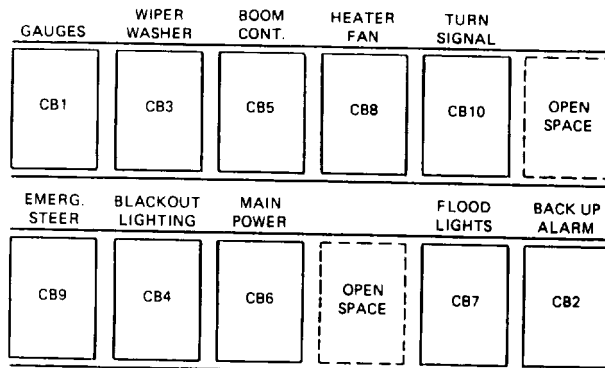 GAUGES
WIPER
WASHER
BOOM
CONT.
HEATER
FAN
TURN
SIGNAL
CB1
CB3
CB5
CB8
CB10
OPEN
SPACE
EMERG.
STEER
BLACKOUT
LIGHTING
MAIN
POWER
FLOOD
LIGHTS
BACK UP
ALARM
CB9
CB4
CB6
OPEN
SPACE
CB7
CB2